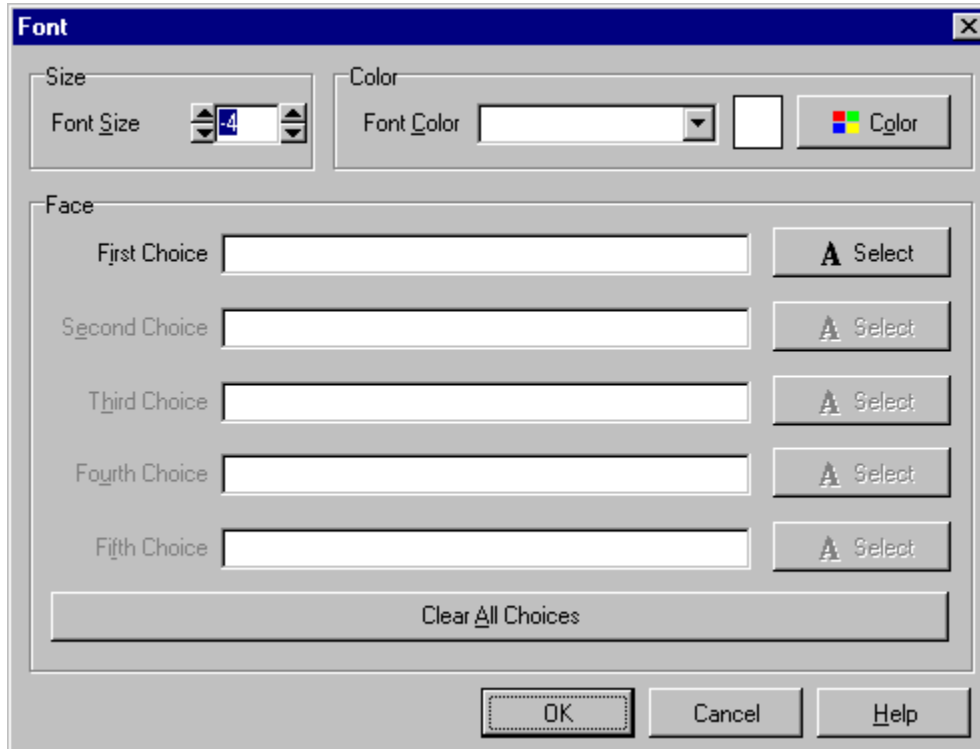 Font
Size
Font Size -4
Color
Font Color
Color
Face
First Choice
A Select
Second Choice
A Select
Third Choice
A Select
Fourth Choice
A Select
Fifth Choice
A Select
Clear All Choices
OK Cancel Help